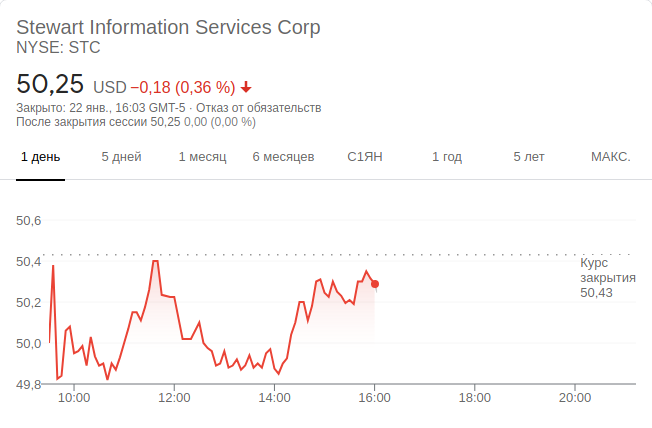 Stewart Information Services Corp
NYSE: STC
50,25 USD −0,18 (0,36 %)
Закрыто: 22 янв., 16:03 GMT-5 · Отказ от обязательств
После закрытия сессии 50,25 0,00 (0,00 %)
1 день 5 дней 1 месяц 6 месяцев С1ЯН 1 год 5 лет МАКС.
50,6
50,4
Курс
закрытия
50,43
50,2
50,0
49,8
10:00 12:00 14:00 16:00 18:00 20:00